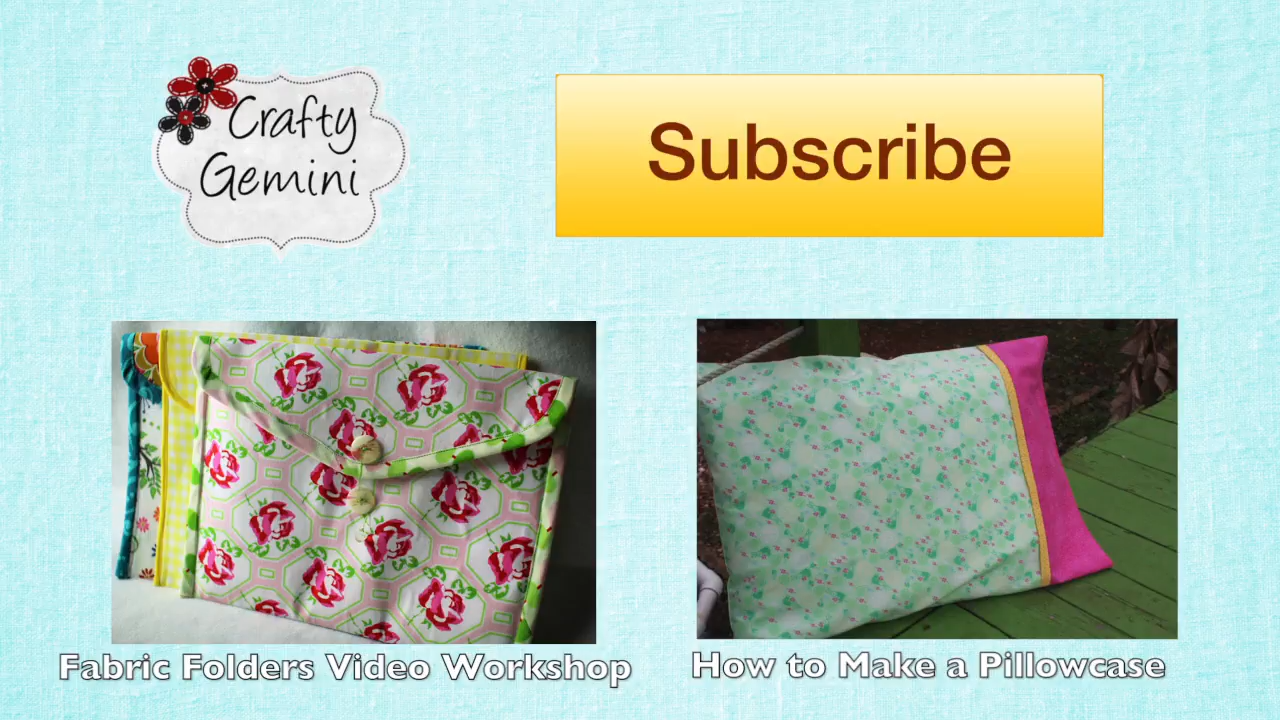 Crafty
Gemini
Subscribe
Fabric Folders Video Workshop
How to Make a Pillowcase